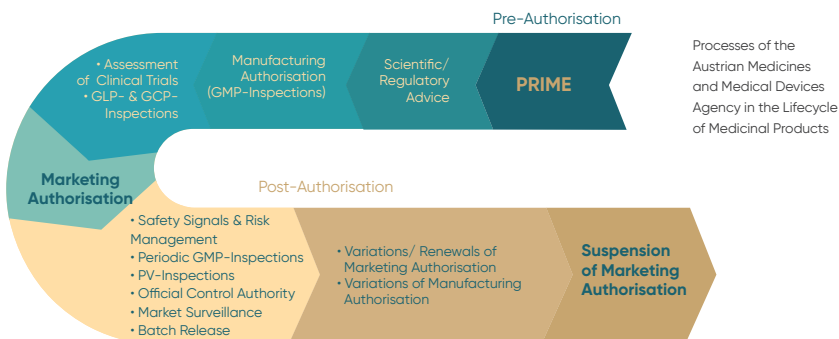 Pre-Authorisation
PRIME
Scientific/
Regulatory
Advice
Manufacturing
Authorisation
(GMP-Inspections)
• Assessment
of Clinical Trials
• GLP- & GCP-
Inspections
Processes of the
Austrian Medicines
and Medical Devices
Agency in the Lifecycle
of Medicinal Products
Marketing
Authorisation
Post-Authorisation
• Safety Signals & Risk
Management
• Periodic GMP-Inspections
• PV-Inspections
• Official Control Authority
• Market Surveillance
• Batch Release
• Variations/ Renewals of
Marketing Authorisation
• Variations of Manufacturing
Authorisation
Suspension
of Marketing
Authorisation